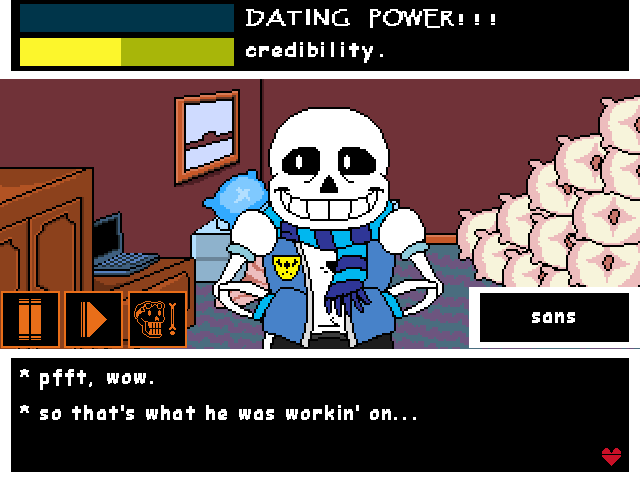 DATING POWER!!!
credibility.
sans
* pfft, wow.
* so that's what he was workin' on...